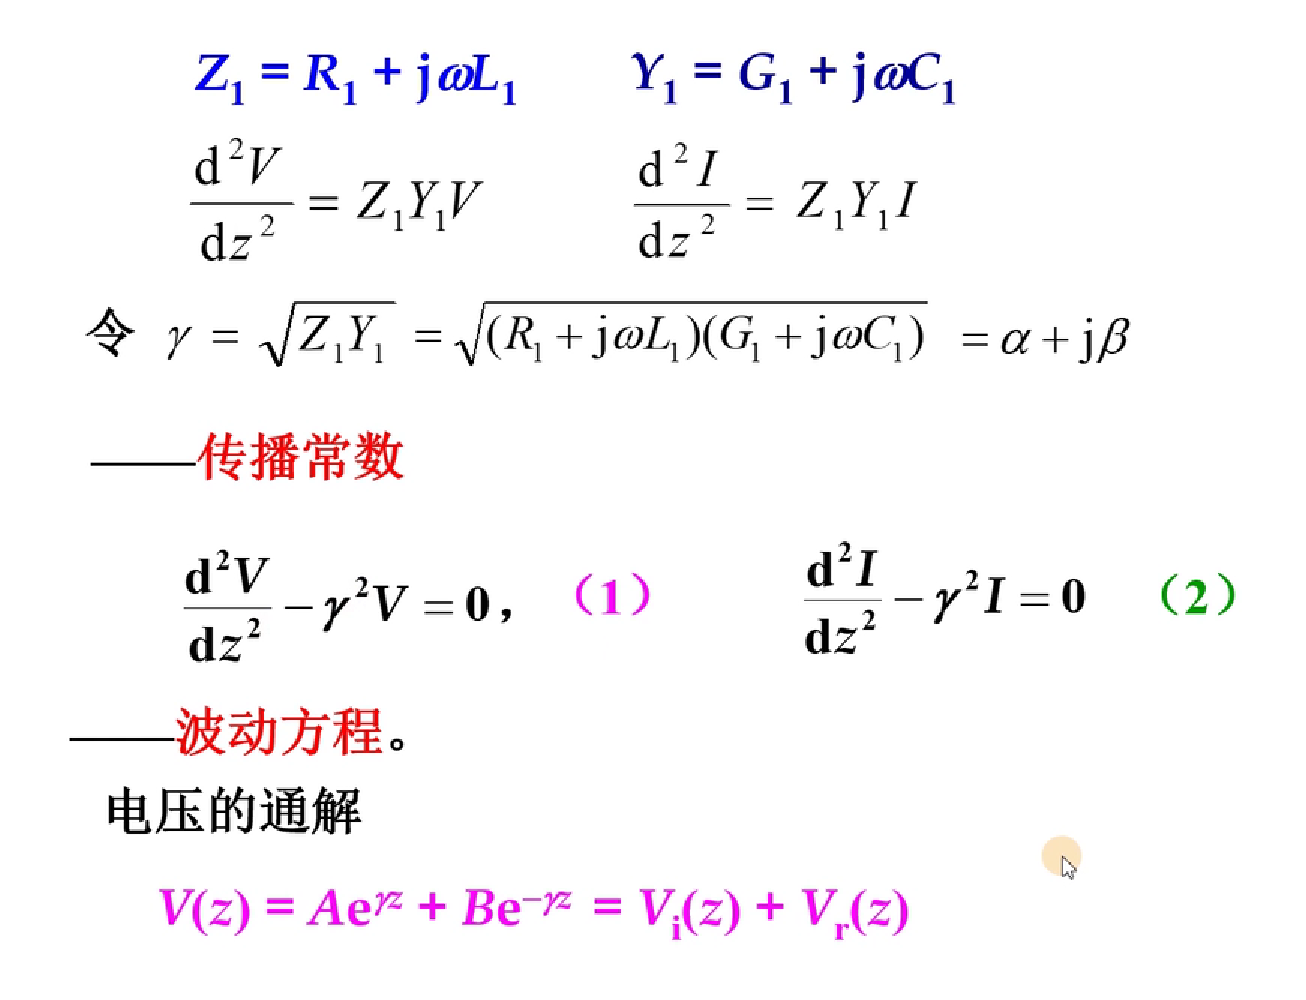 Z₁ = R₁ + jωL₁ Y₁ = G₁ + jωC₁
d²V/dz² = Z₁Y₁V d²I/dz² = Z₁Y₁I
令 γ = √(Z₁Y₁) = √((R₁ + jωL₁)(G₁ + jωC₁)) = α + jβ
——传播常数
d²V/dz² − γ²V = 0， （1） d²I/dz² − γ²I = 0 （2）
——波动方程。
电压的通解
V(z) = Ae^{γz} + Be^{−γz} = Vᵢ(z) + Vᵣ(z)